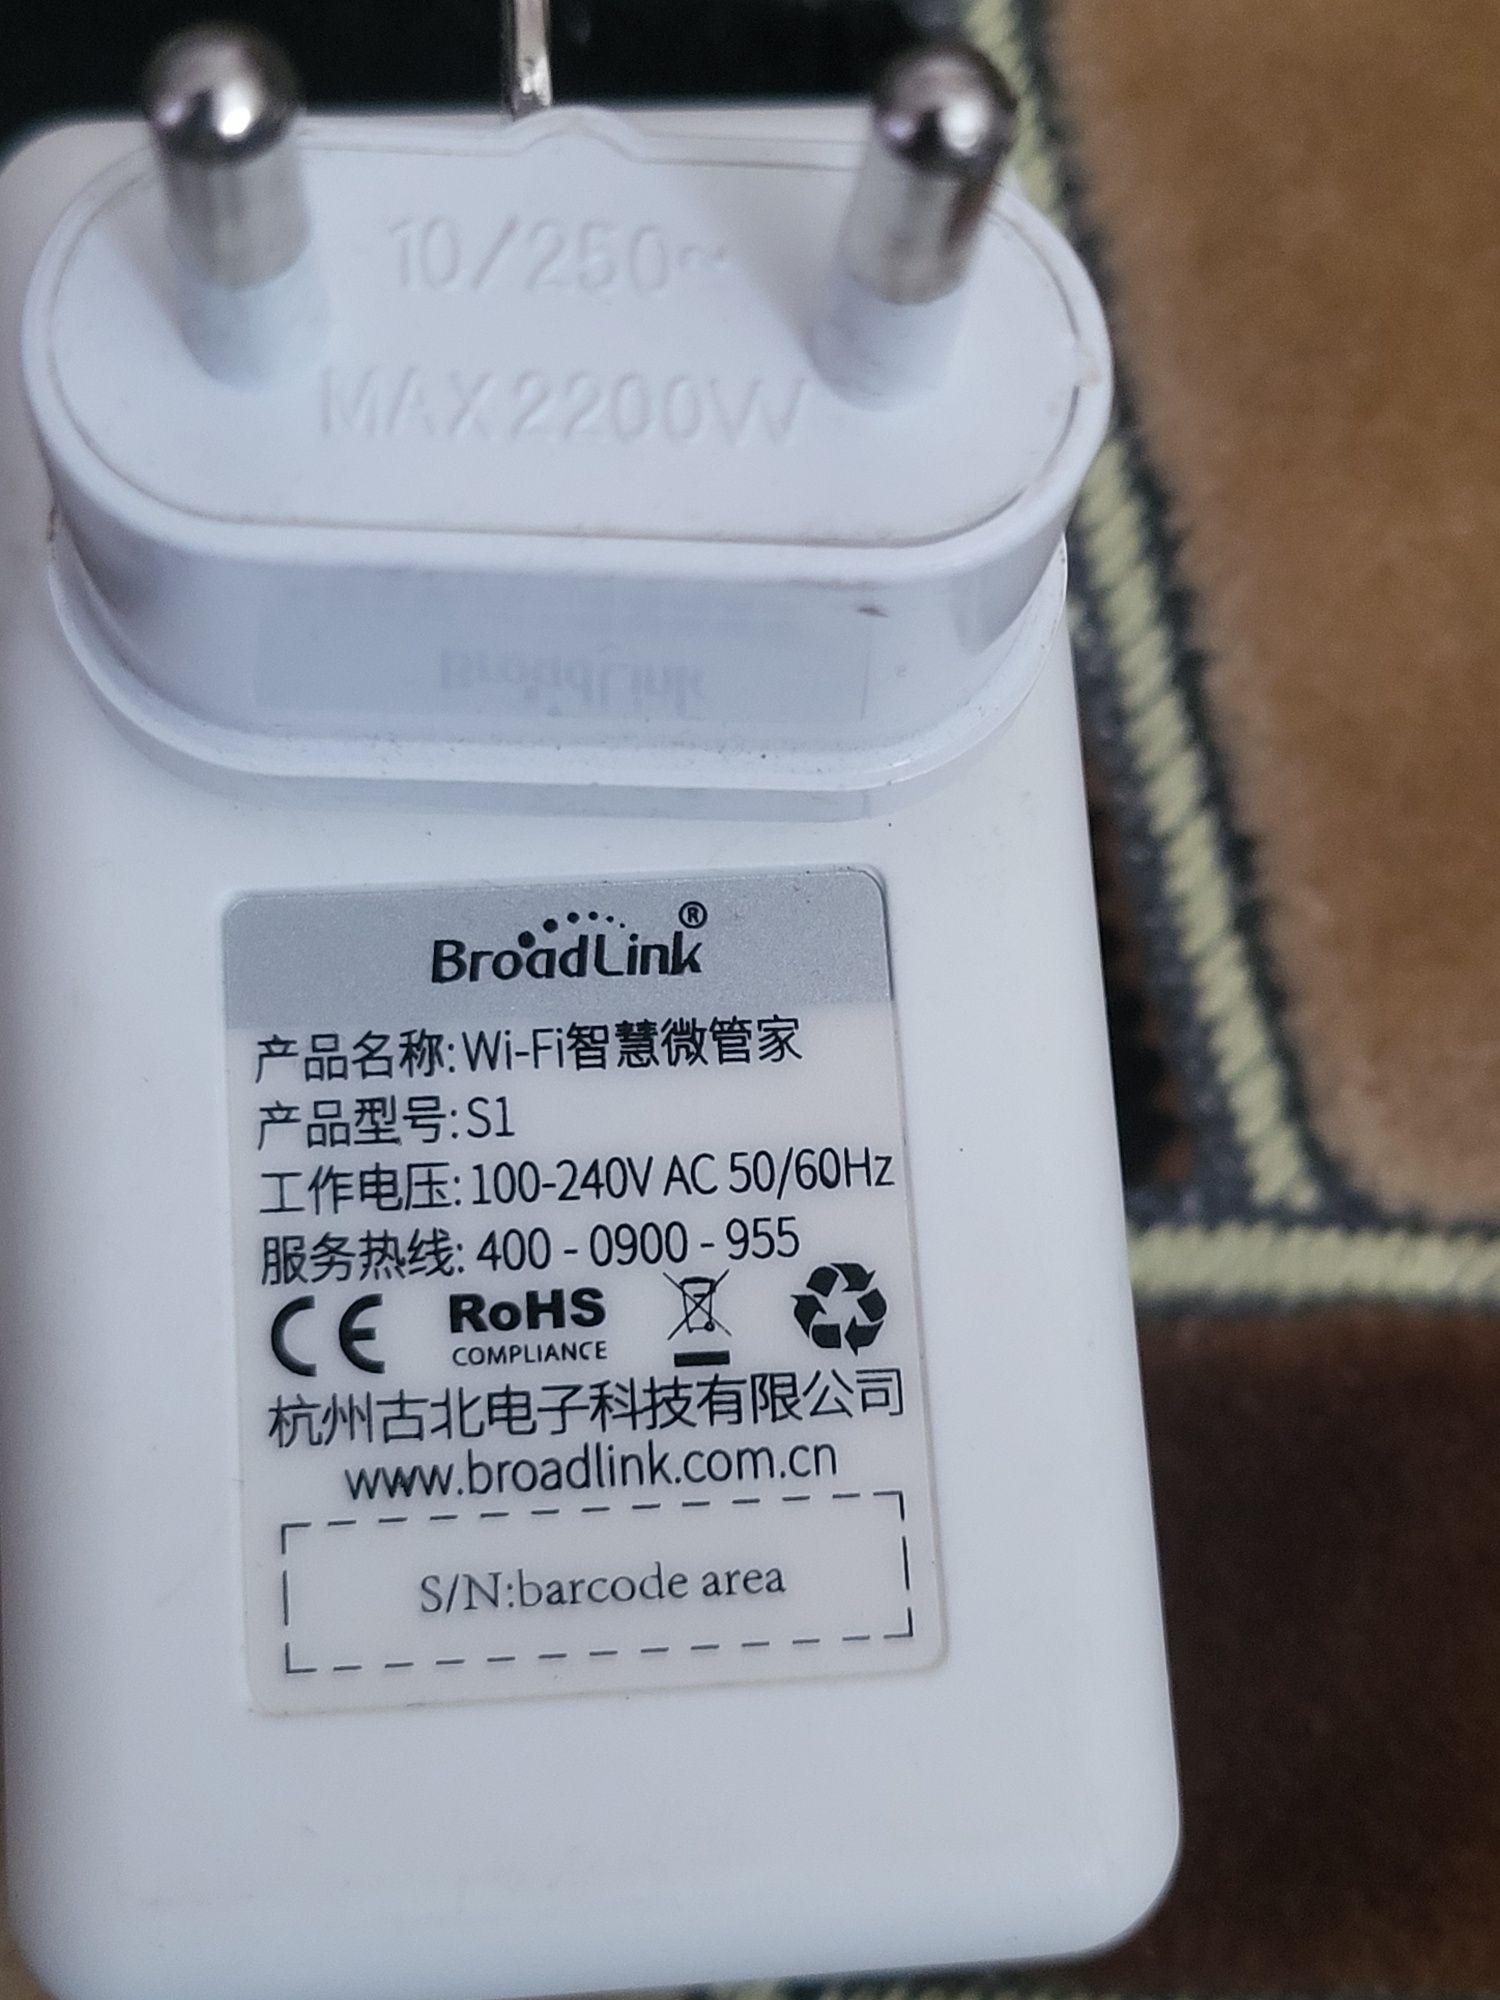 10/250~
MAX2200W
BroadLink®
产品名称:Wi-Fi智慧微管家
产品型号:S1
工作电压:100-240V AC 50/60Hz
服务热线:400-0900-955
CE RoHS
COMPLIANCE
杭州古北电子科技有限公司
www.broadlink.com.cn
S/N:barcode area